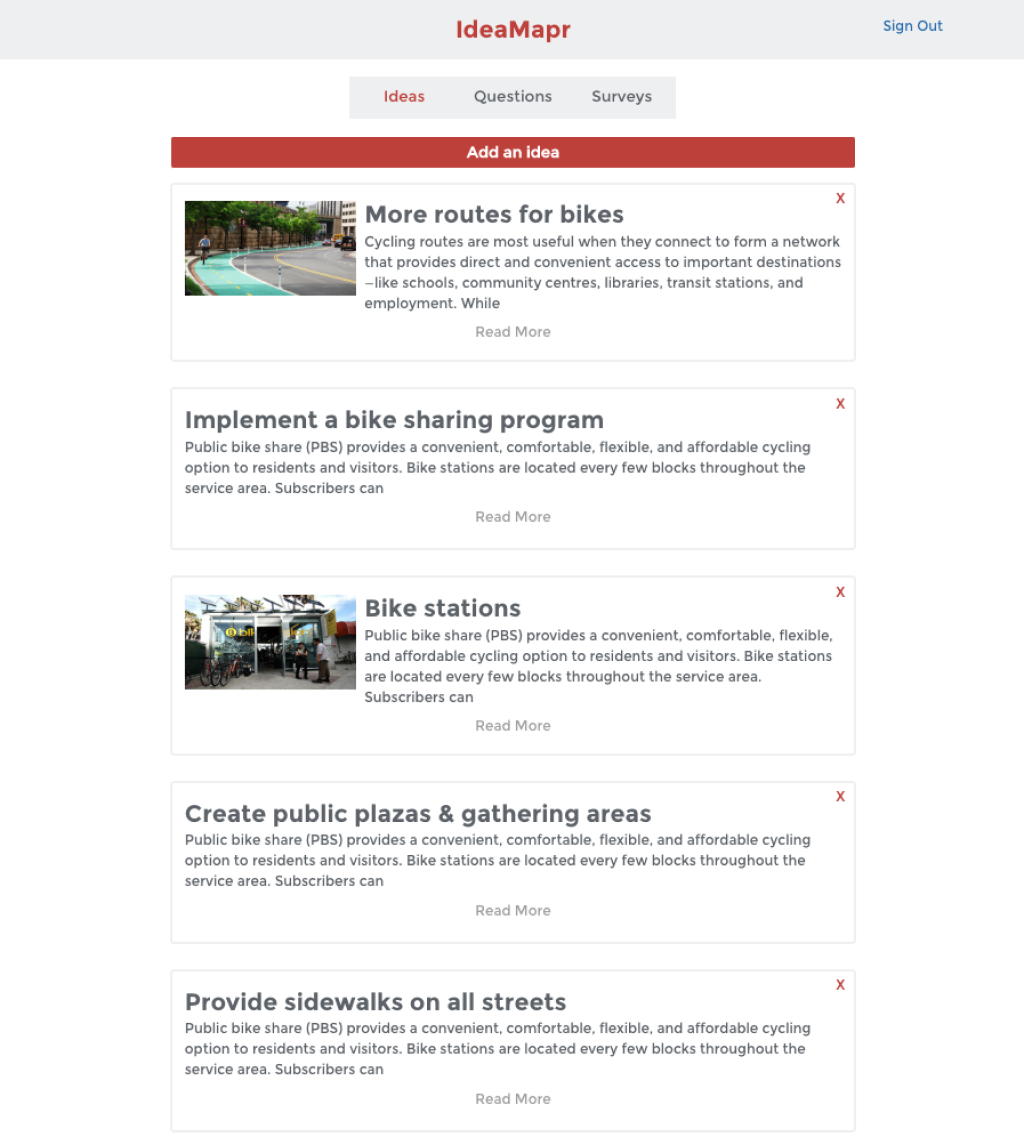 IdeaMapr
Sign Out
Ideas
Questions
Surveys
Add an idea
X
More routes for bikes
Cycling routes are most useful when they connect to form a network
that provides direct and convenient access to important destinations
—like schools, community centres, libraries, transit stations, and
employment. While
Read More
X
Implement a bike sharing program
Public bike share (PBS) provides a convenient, comfortable, flexible, and affordable cycling
option to residents and visitors. Bike stations are located every few blocks throughout the
service area. Subscribers can
Read More
X
Bike stations
Public bike share (PBS) provides a convenient, comfortable, flexible,
and affordable cycling option to residents and visitors. Bike stations
are located every few blocks throughout the service area.
Subscribers can
Read More
X
Create public plazas & gathering areas
Public bike share (PBS) provides a convenient, comfortable, flexible, and affordable cycling
option to residents and visitors. Bike stations are located every few blocks throughout the
service area. Subscribers can
Read More
X
Provide sidewalks on all streets
Public bike share (PBS) provides a convenient, comfortable, flexible, and affordable cycling
option to residents and visitors. Bike stations are located every few blocks throughout the
service area. Subscribers can
Read More